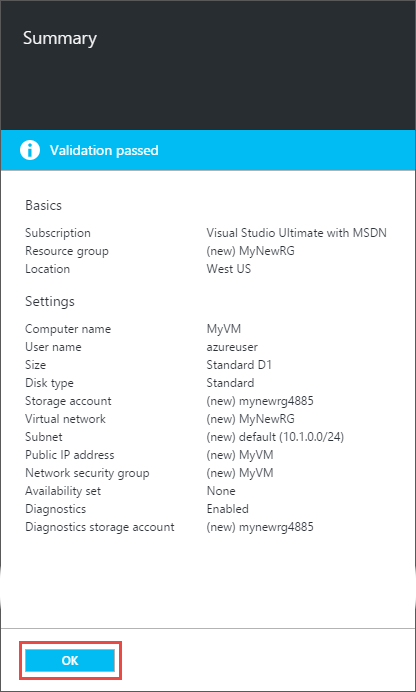 Summary
Validation passed
Basics
Subscription Visual Studio Ultimate with MSDN
Resource group (new) MyNewRG
Location West US
Settings
Computer name MyVM
User name azureuser
Size Standard D1
Disk type Standard
Storage account (new) mynewrg4885
Virtual network (new) MyNewRG
Subnet (new) default (10.1.0.0/24)
Public IP address (new) MyVM
Network security group (new) MyVM
Availability set None
Diagnostics Enabled
Diagnostics storage account (new) mynewrg4885
OK